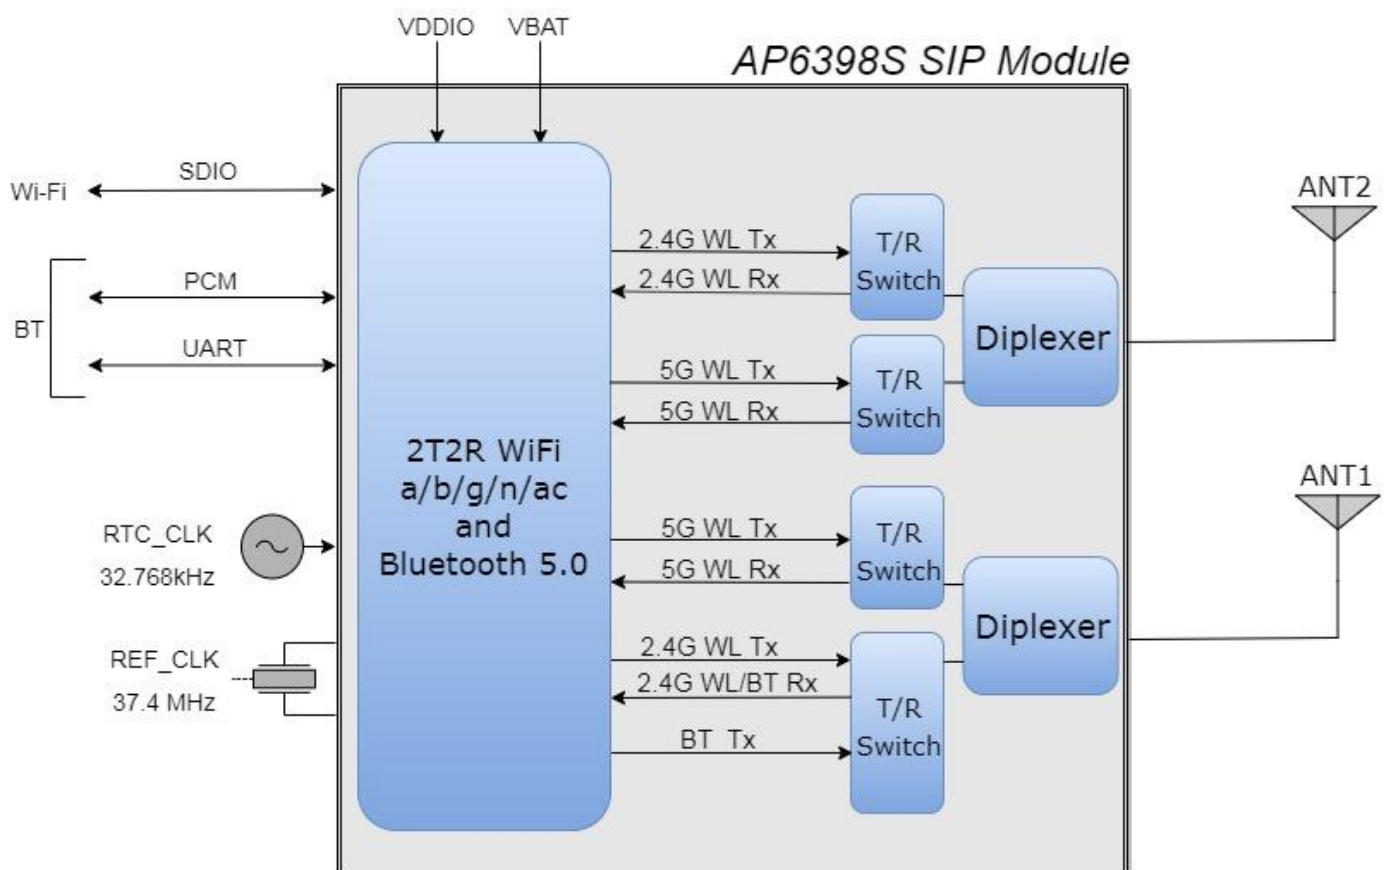 VDDIO
VBAT
AP6398S SIP Module
Wi-Fi
SDIO
BT
PCM
UART
RTC_CLK
32.768kHz
REF_CLK
37.4 MHz
2T2R WiFi
a/b/g/n/ac
and
Bluetooth 5.0
2.4G WL Tx
2.4G WL Rx
T/R
Switch
5G WL Tx
5G WL Rx
T/R
Switch
Diplexer
ANT2
5G WL Tx
5G WL Rx
T/R
Switch
2.4G WL Tx
2.4G WL/BT Rx
BT Tx
T/R
Switch
Diplexer
ANT1